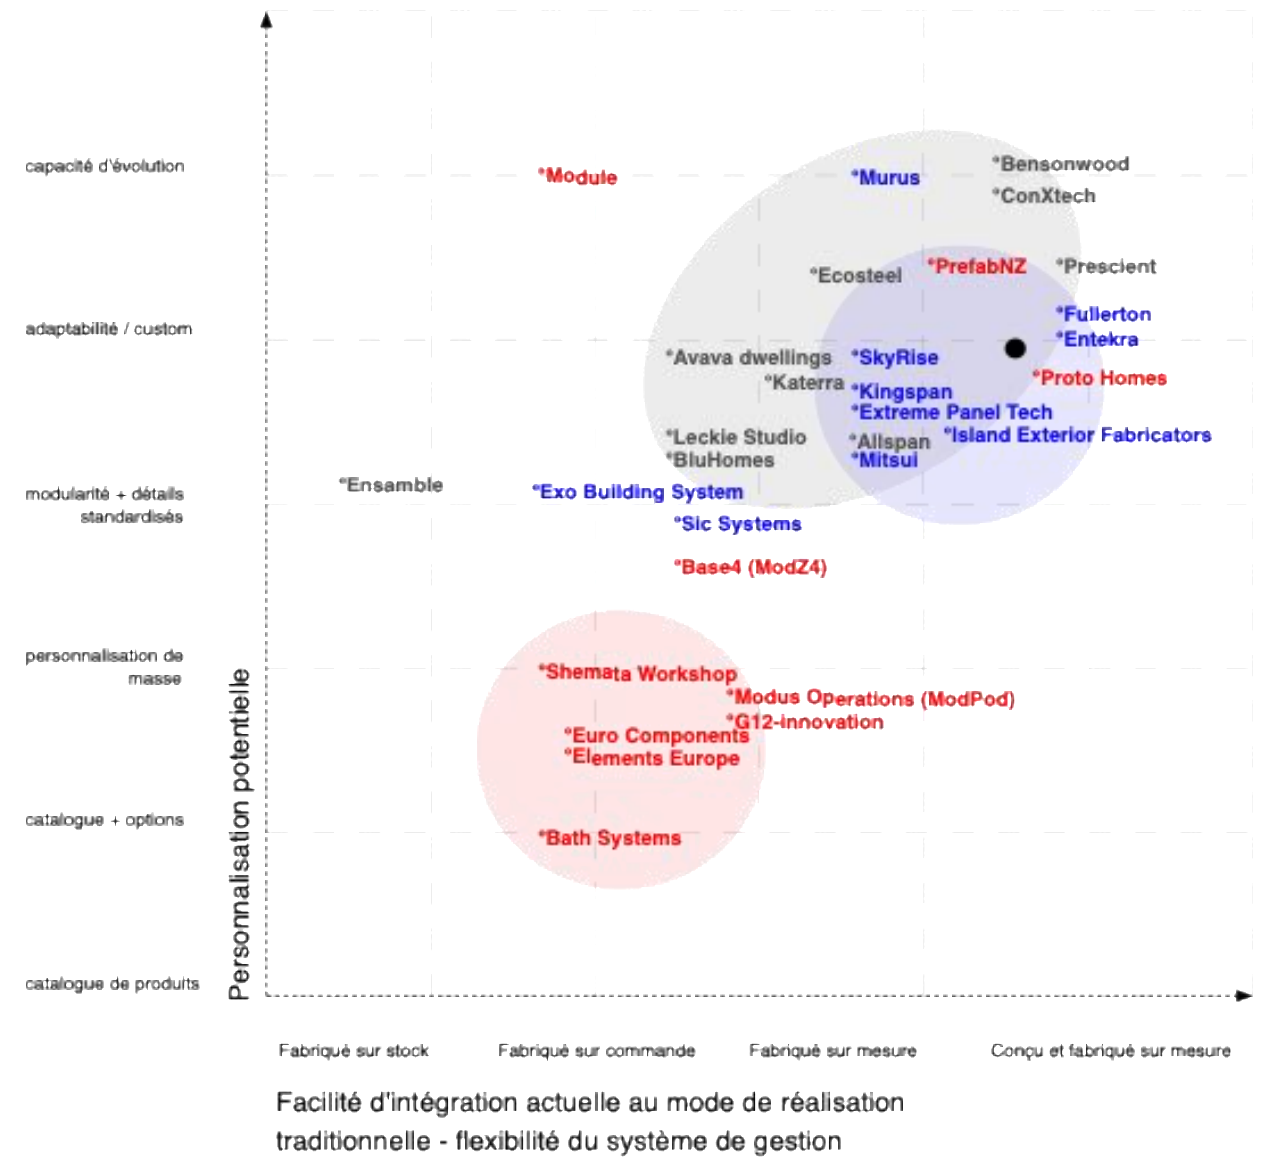 capacité d'évolution
°Module
°Murus
°Bensonwood
°ConXtech
°Ecosteel
°PrefabNZ
°Prescient
°Fullerton
adaptabilité / custom
°Entekra
°Avava dwellings
°SkyRise
°Katerra
°Proto Homes
°Kingspan
°Extreme Panel Tech
°Leckie Studio
°Allspan
°Island Exterior Fabricators
°BluHomes
°Mitsui
°Ensamble
°Exo Building System
modularité + détails
standardisés
°Sic Systems
°Base4 (ModZ4)
personnalisation de
masse
°Shemata Workshop
°Modus Operations (ModPod)
°G12-innovation
°Euro Components
°Elements Europe
catalogue + options
°Bath Systems
catalogue de produits
Personnalisation potentielle
Fabriqué sur stock
Fabriqué sur commande
Fabriqué sur mesure
Conçu et fabriqué sur mesure
Facilité d'intégration actuelle au mode de réalisation
traditionnelle - flexibilité du système de gestion